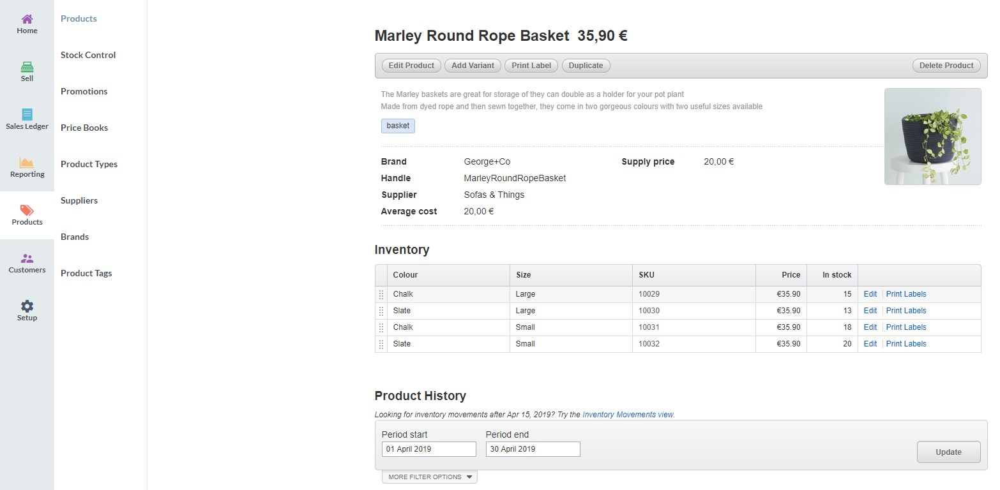 Home
Sell
Sales Ledger
Reporting
Products
Customers
Setup
Products
Stock Control
Promotions
Price Books
Product Types
Suppliers
Brands
Product Tags
Marley Round Rope Basket 35,90 €
Edit Product Add Variant Print Label Duplicate Delete Product
The Marley baskets are great for storage of they can double as a holder for your pot plant
Made from dyed rope and then sewn together, they come in two gorgeous colours with two useful sizes available
basket
Brand George+Co Supply price 20,00 €
Handle MarleyRoundRopeBasket
Supplier Sofas & Things
Average cost 20,00 €
Inventory
Colour Size SKU Price In stock
Chalk Large 10029 €35.90 15 Edit Print Labels
Slate Large 10030 €35.90 13 Edit Print Labels
Chalk Small 10031 €35.90 18 Edit Print Labels
Slate Small 10032 €35.90 20 Edit Print Labels
Product History
Looking for inventory movements after Apr 15, 2019? Try the Inventory Movements view.
Period start Period end
01 April 2019 30 April 2019 Update
MORE FILTER OPTIONS